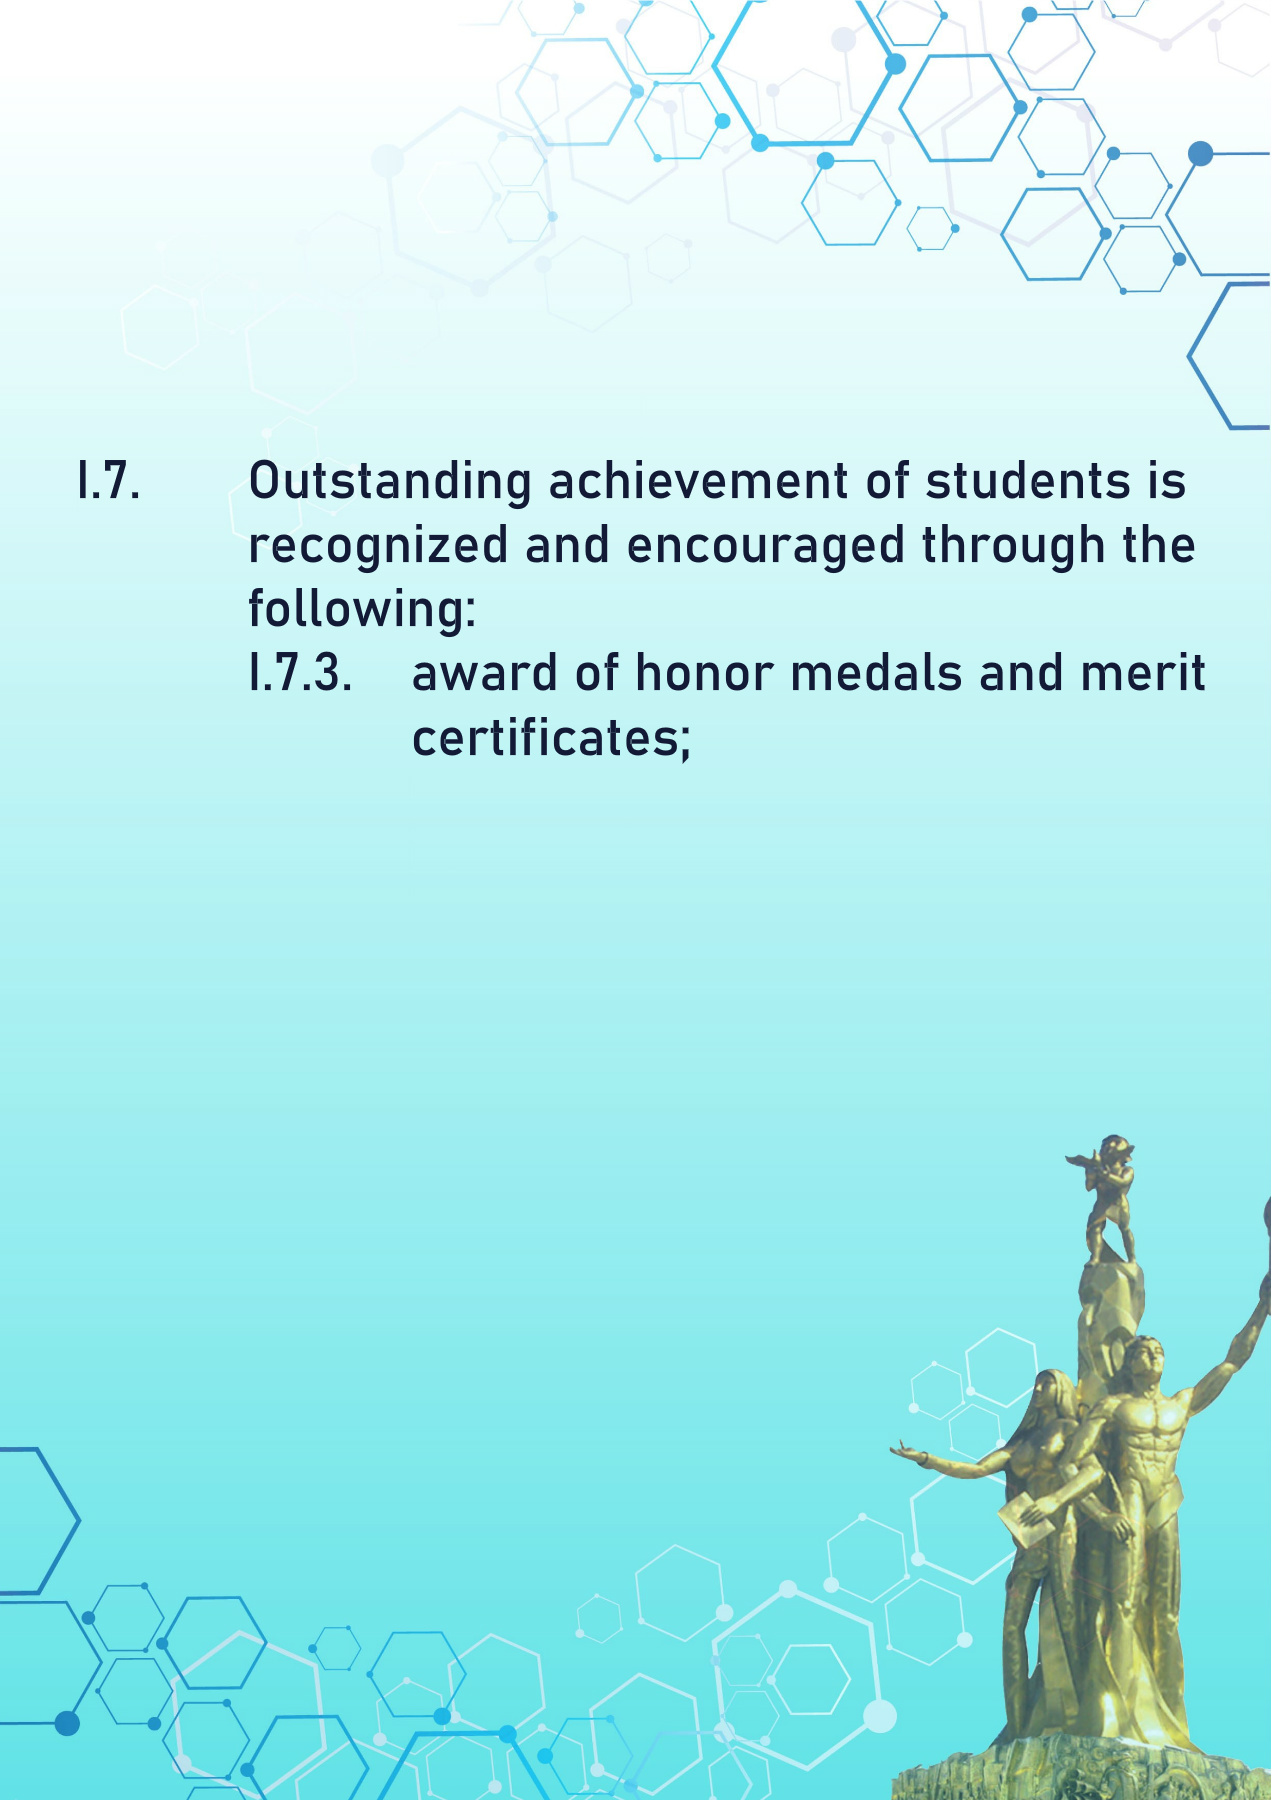 I.7. Outstanding achievement of students is
recognized and encouraged through the
following:
I.7.3. award of honor medals and merit
certificates;